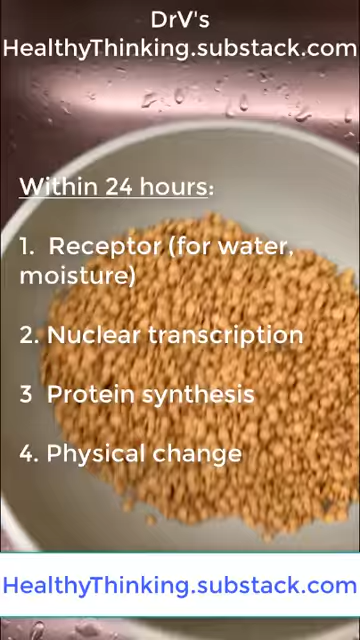 DrV's
HealthyThinking.substack.com
Within 24 hours:
1. Receptor (for water,
moisture)
2. Nuclear transcription
3 Protein synthesis
4. Physical change
HealthyThinking.substack.com